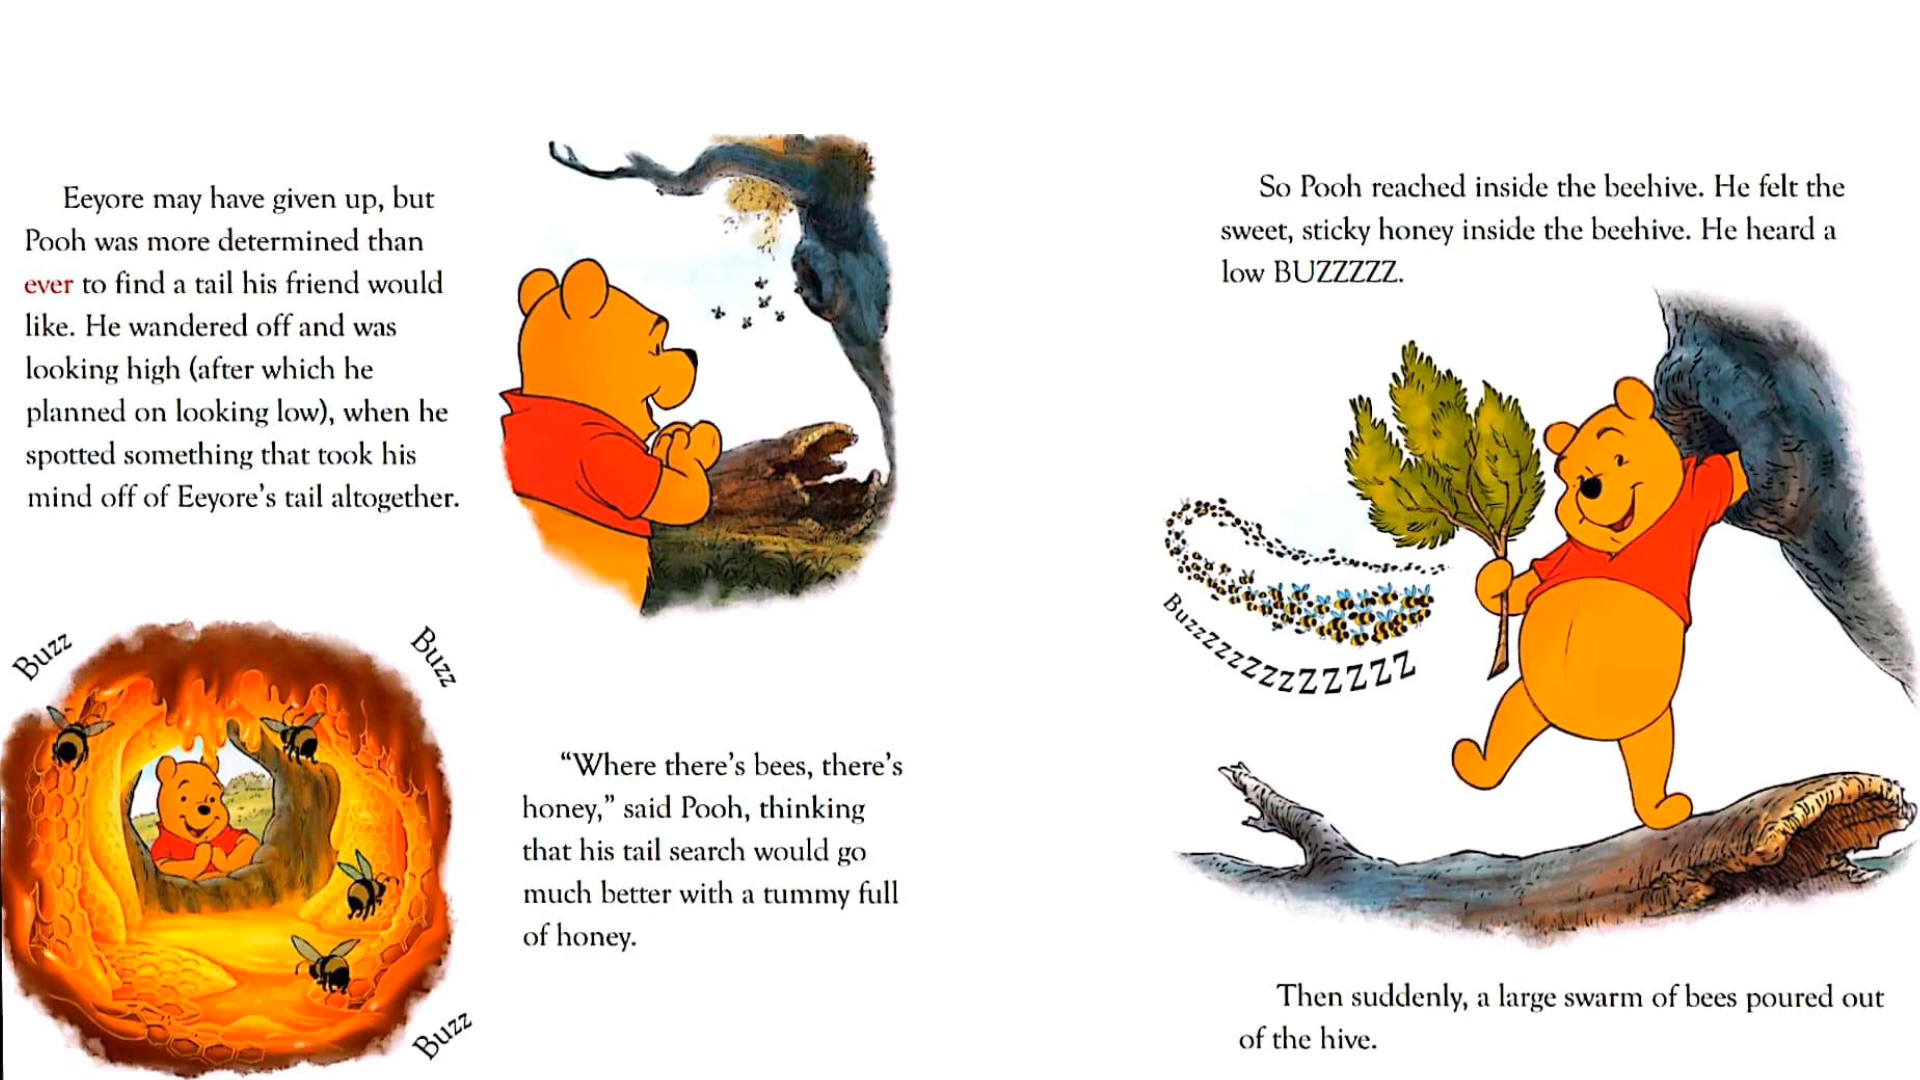 Eeyore may have given up, but
Pooh was more determined than
ever to find a tail his friend would
like. He wandered off and was
looking high (after which he
planned on looking low), when he
spotted something that took his
mind off of Eeyore's tail altogether.
Buzz
Buzz
Buzz
“Where there's bees, there's
honey,” said Pooh, thinking
that his tail search would go
much better with a tummy full
of honey.
So Pooh reached inside the beehive. He felt the
sweet, sticky honey inside the beehive. He heard a
low BUZZZZZ.
BuzzZzzZzzZZZZZ
Then suddenly, a large swarm of bees poured out
of the hive.